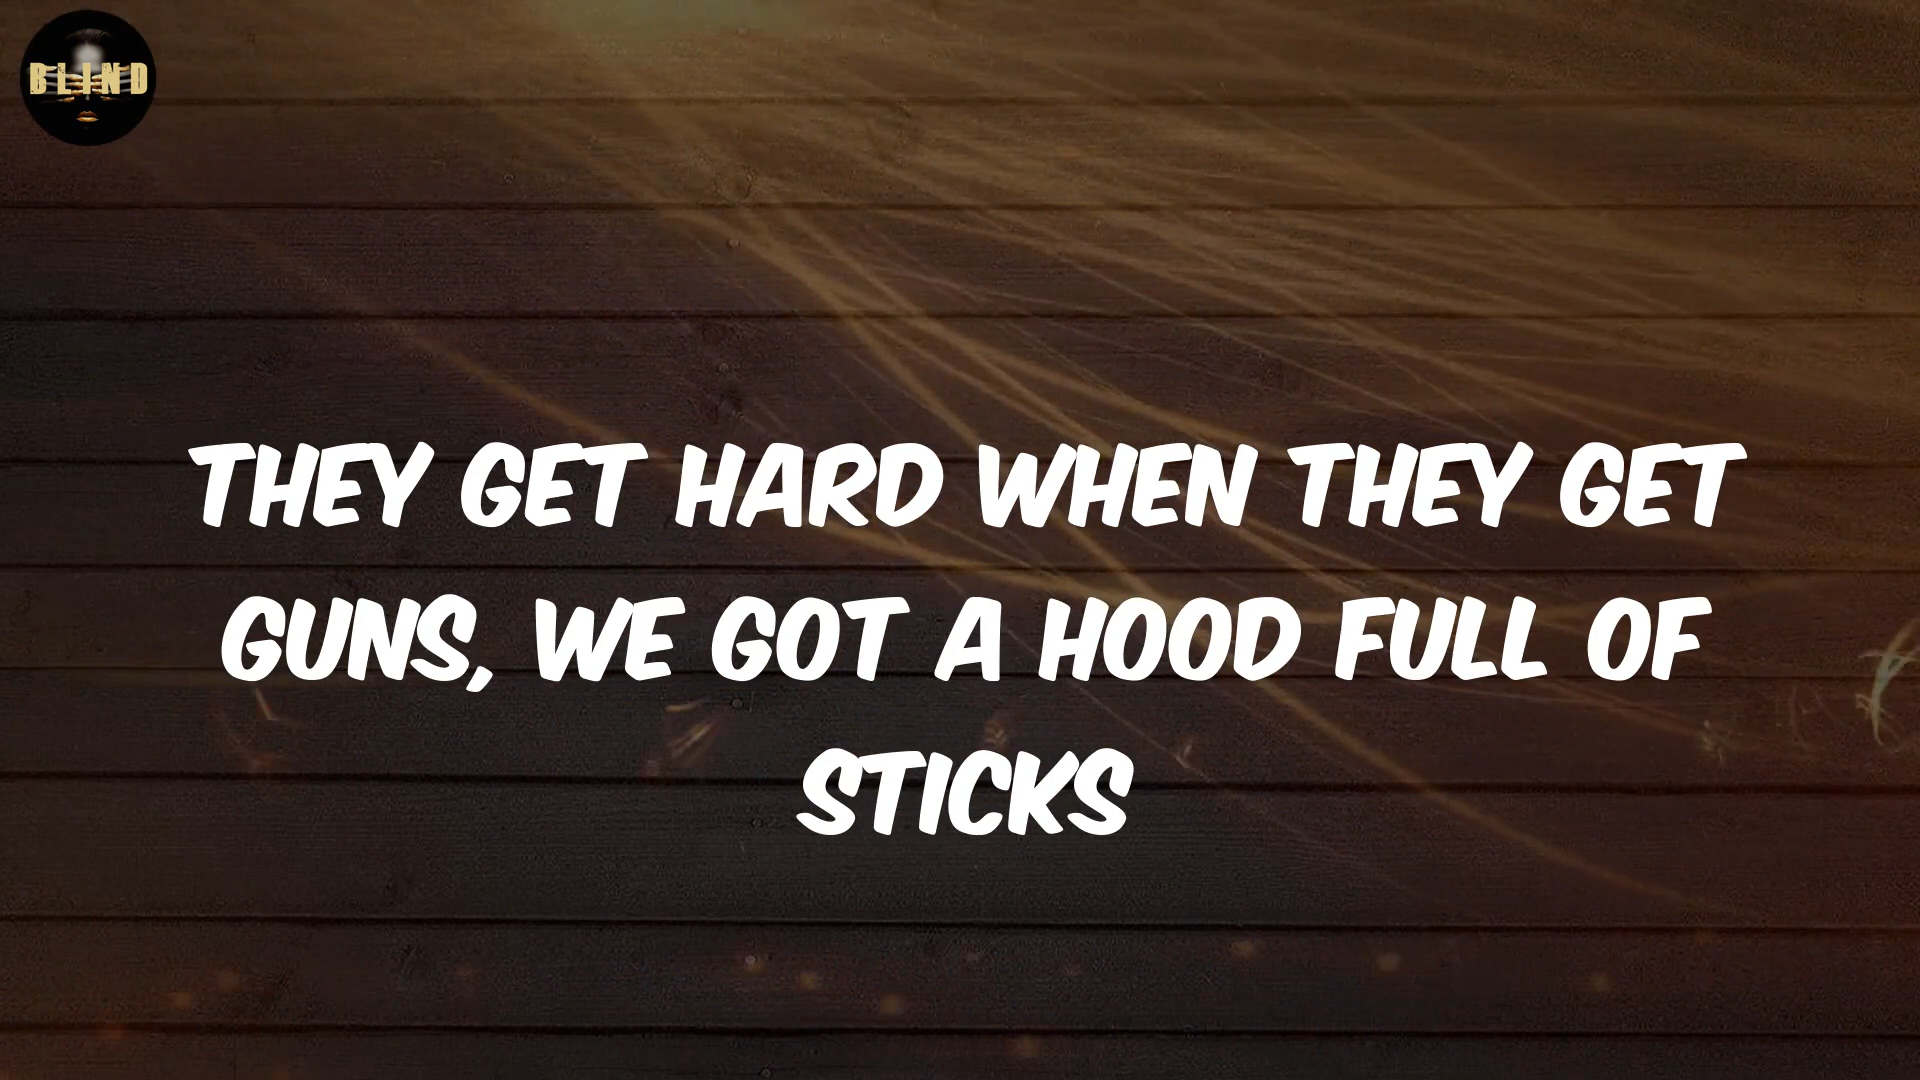 BLIND
THEY GET HARD WHEN THEY GET
GUNS, WE GOT A HOOD FULL OF
STICKS